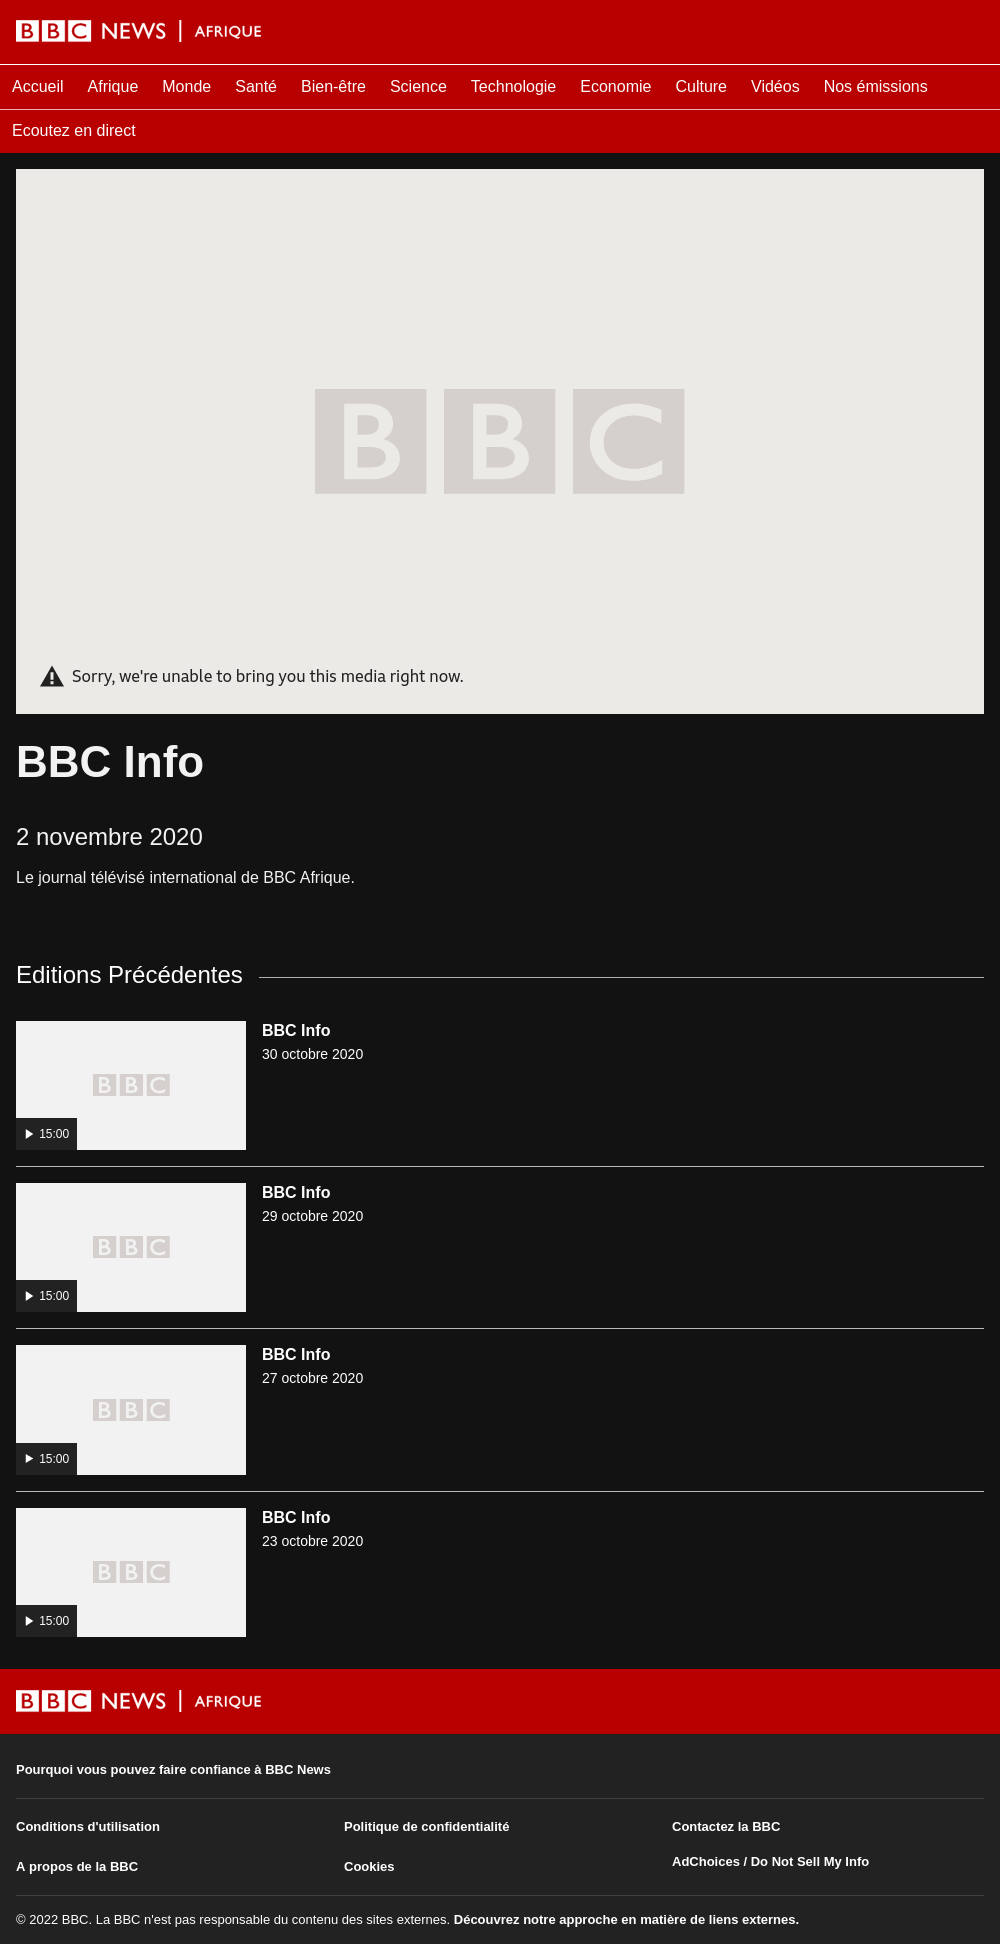 BBC NEWS | AFRIQUE
Accueil Afrique Monde Santé Bien-être Science Technologie Economie Culture Vidéos Nos émissions
Ecoutez en direct
BBC
Sorry, we're unable to bring you this media right now.
BBC Info
2 novembre 2020
Le journal télévisé international de BBC Afrique.
Editions Précédentes
BBC
15:00
BBC Info
30 octobre 2020
BBC
15:00
BBC Info
29 octobre 2020
BBC
15:00
BBC Info
27 octobre 2020
BBC
15:00
BBC Info
23 octobre 2020
BBC NEWS | AFRIQUE
Pourquoi vous pouvez faire confiance à BBC News
Conditions d'utilisation
Politique de confidentialité
Contactez la BBC
A propos de la BBC
Cookies
AdChoices / Do Not Sell My Info
© 2022 BBC. La BBC n'est pas responsable du contenu des sites externes. Découvrez notre approche en matière de liens externes.